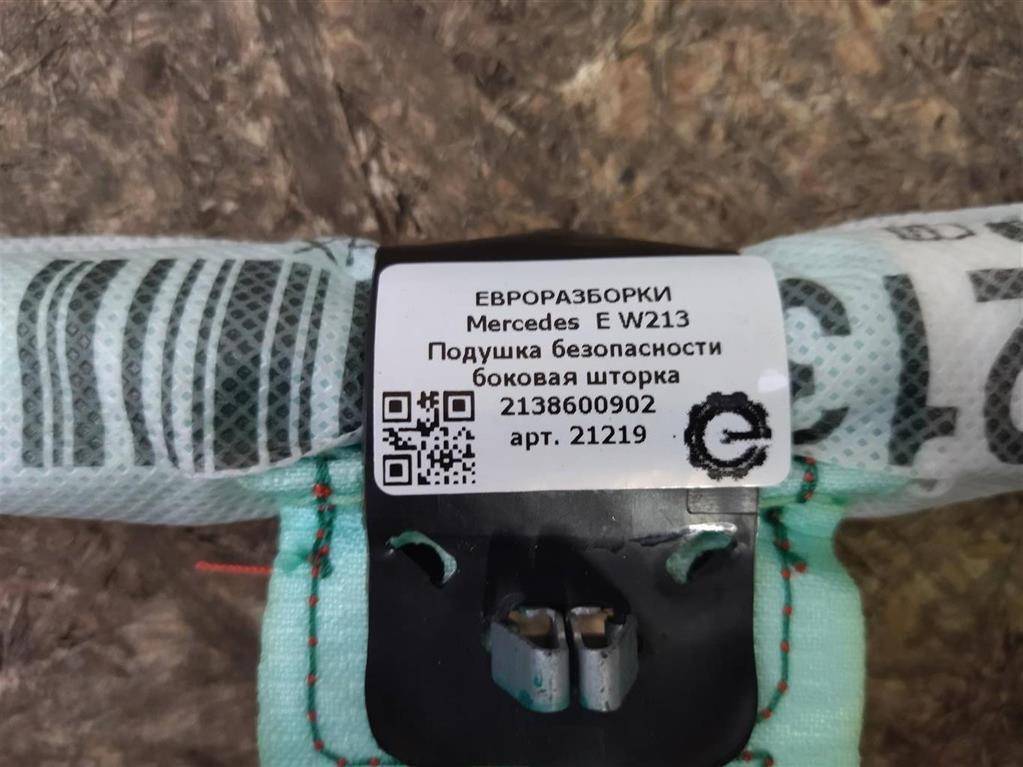 ЕВРОРАЗБОРКИ
Mercedes E W213
Подушка безопасности
боковая шторка
2138600902
арт. 21219